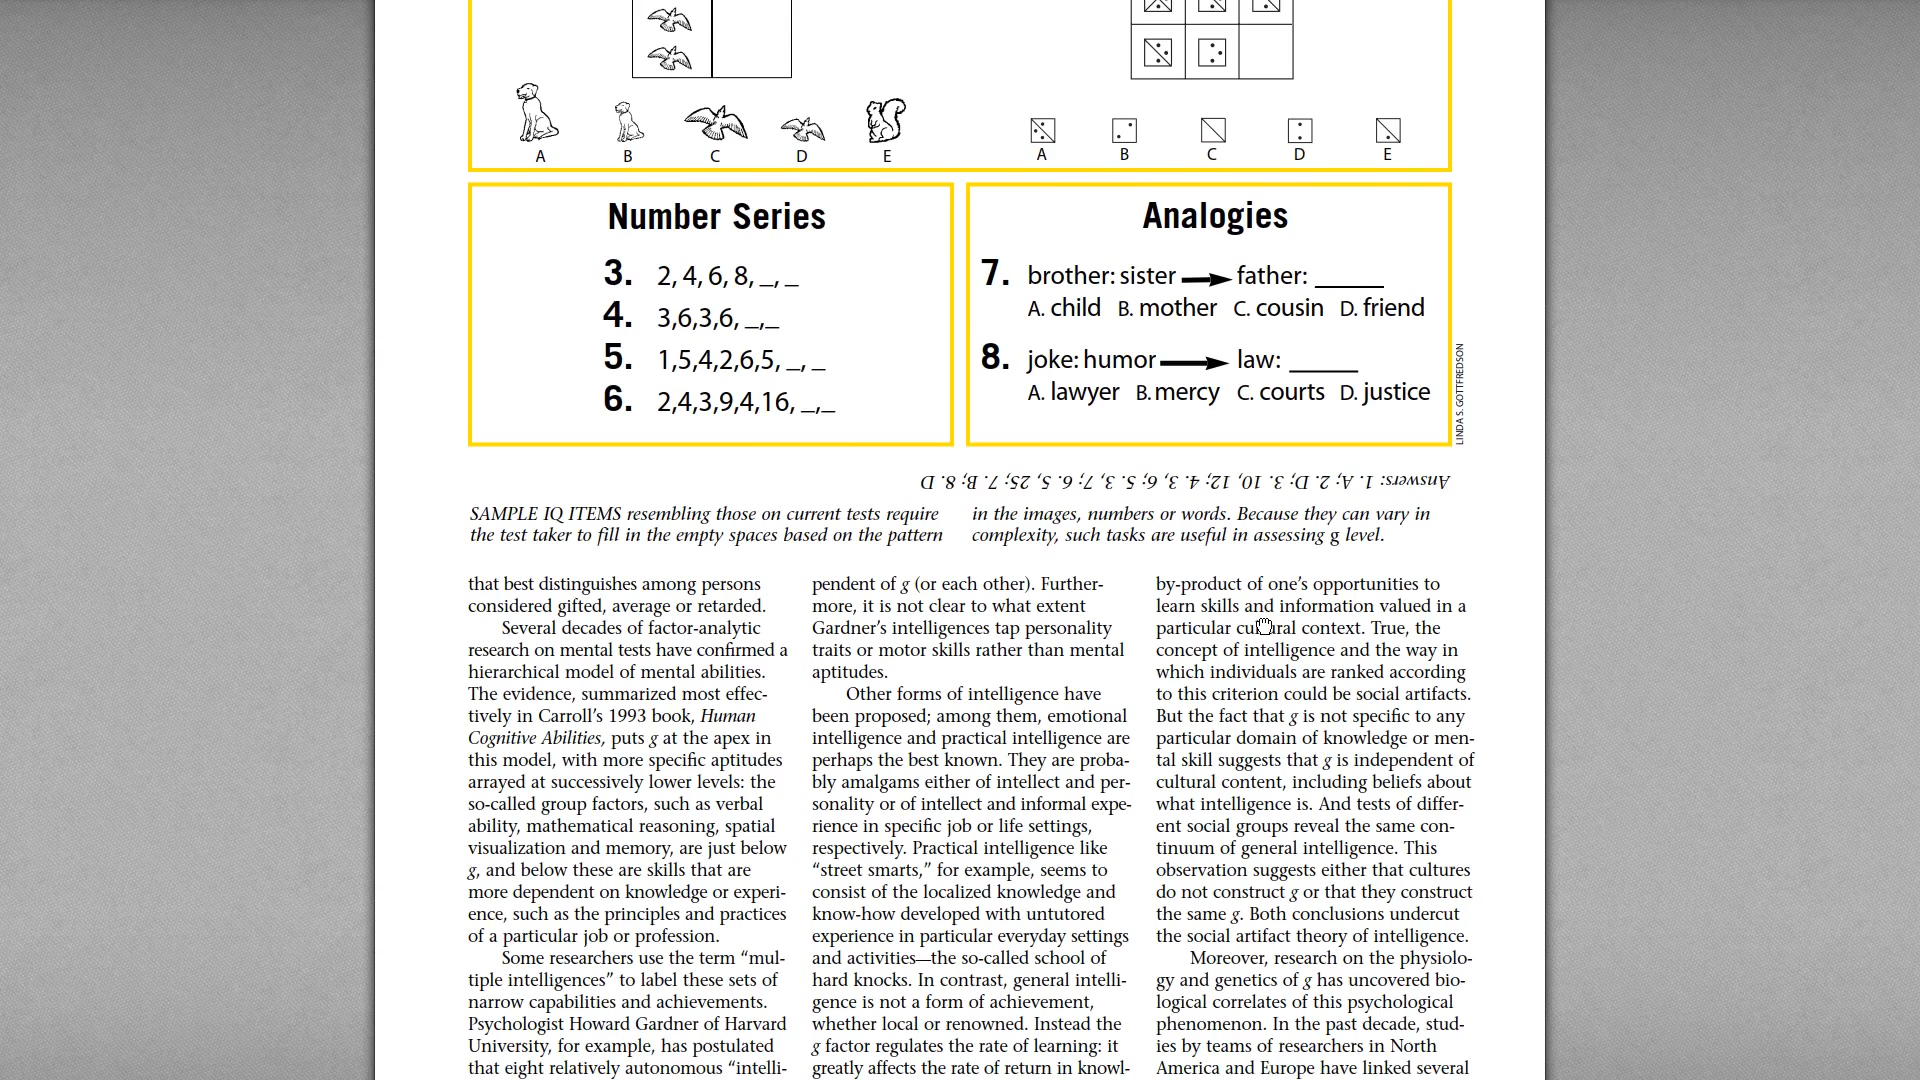 A
B
C
D
E
A
B
C
D
E
Number Series
3. 2, 4, 6, 8, _, _
4. 3,6,3,6, _,_
5. 1,5,4,2,6,5, _, _
6. 2,4,3,9,4,16, _,_
Analogies
7. brother: sister → father: ______
A. child B. mother C. cousin D. friend
8. joke: humor → law: ______
A. lawyer B. mercy C. courts D. justice
LINDA S. GOTTFREDSON
Answers: 1. A; 2. D; 3. 10, 12; 4. 3, 6; 5. 3, 7; 6. 5, 25; 7. B; 8. D
SAMPLE IQ ITEMS resembling those on current tests require
the test taker to fill in the empty spaces based on the pattern
in the images, numbers or words. Because they can vary in
complexity, such tasks are useful in assessing g level.
that best distinguishes among persons
considered gifted, average or retarded.
Several decades of factor-analytic
research on mental tests have confirmed a
hierarchical model of mental abilities.
The evidence, summarized most effec-
tively in Carroll’s 1993 book, Human
Cognitive Abilities, puts g at the apex in
this model, with more specific aptitudes
arrayed at successively lower levels: the
so-called group factors, such as verbal
ability, mathematical reasoning, spatial
visualization and memory, are just below
g, and below these are skills that are
more dependent on knowledge or experi-
ence, such as the principles and practices
of a particular job or profession.
Some researchers use the term “mul-
tiple intelligences” to label these sets of
narrow capabilities and achievements.
Psychologist Howard Gardner of Harvard
University, for example, has postulated
that eight relatively autonomous “intelli-
pendent of g (or each other). Further-
more, it is not clear to what extent
Gardner’s intelligences tap personality
traits or motor skills rather than mental
aptitudes.
Other forms of intelligence have
been proposed; among them, emotional
intelligence and practical intelligence are
perhaps the best known. They are proba-
bly amalgams either of intellect and per-
sonality or of intellect and informal expe-
rience in specific job or life settings,
respectively. Practical intelligence like
“street smarts,” for example, seems to
consist of the localized knowledge and
know-how developed with untutored
experience in particular everyday settings
and activities—the so-called school of
hard knocks. In contrast, general intelli-
gence is not a form of achievement,
whether local or renowned. Instead the
g factor regulates the rate of learning: it
greatly affects the rate of return in knowl-
by-product of one’s opportunities to
learn skills and information valued in a
particular cultural context. True, the
concept of intelligence and the way in
which individuals are ranked according
to this criterion could be social artifacts.
But the fact that g is not specific to any
particular domain of knowledge or men-
tal skill suggests that g is independent of
cultural content, including beliefs about
what intelligence is. And tests of differ-
ent social groups reveal the same con-
tinuum of general intelligence. This
observation suggests either that cultures
do not construct g or that they construct
the same g. Both conclusions undercut
the social artifact theory of intelligence.
Moreover, research on the physiolo-
gy and genetics of g has uncovered bio-
logical correlates of this psychological
phenomenon. In the past decade, stud-
ies by teams of researchers in North
America and Europe have linked several